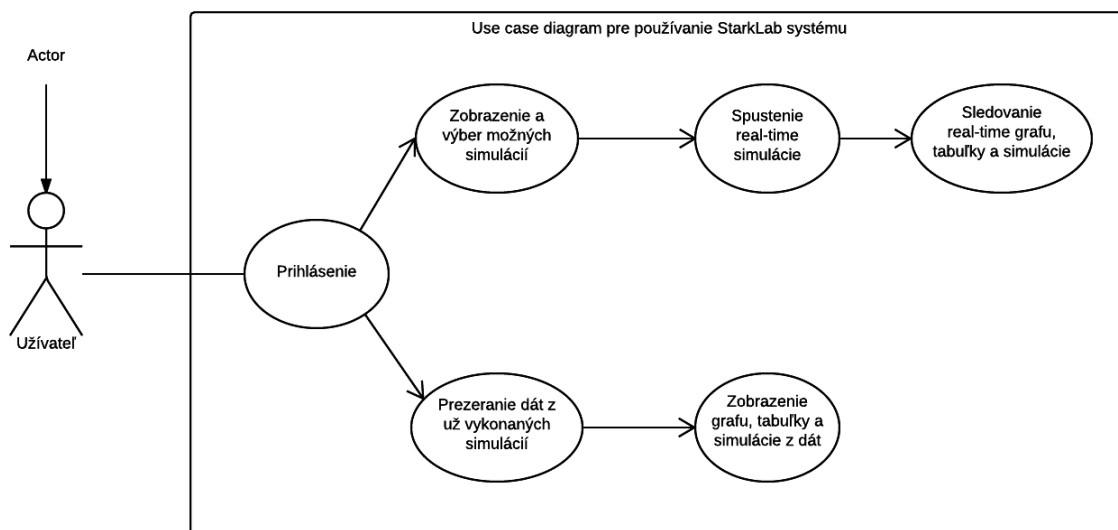 Use case diagram pre používanie StarkLab systému
Actor
Užívateľ
Prihlásenie
Zobrazenie a
výber možných
simulácií
Spustenie
real-time
simulácie
Sledovanie
real-time grafu,
tabuľky a simulácie
Prezeranie dát z
už vykonaných
simulácií
Zobrazenie
grafu, tabuľky a
simulácie z dát